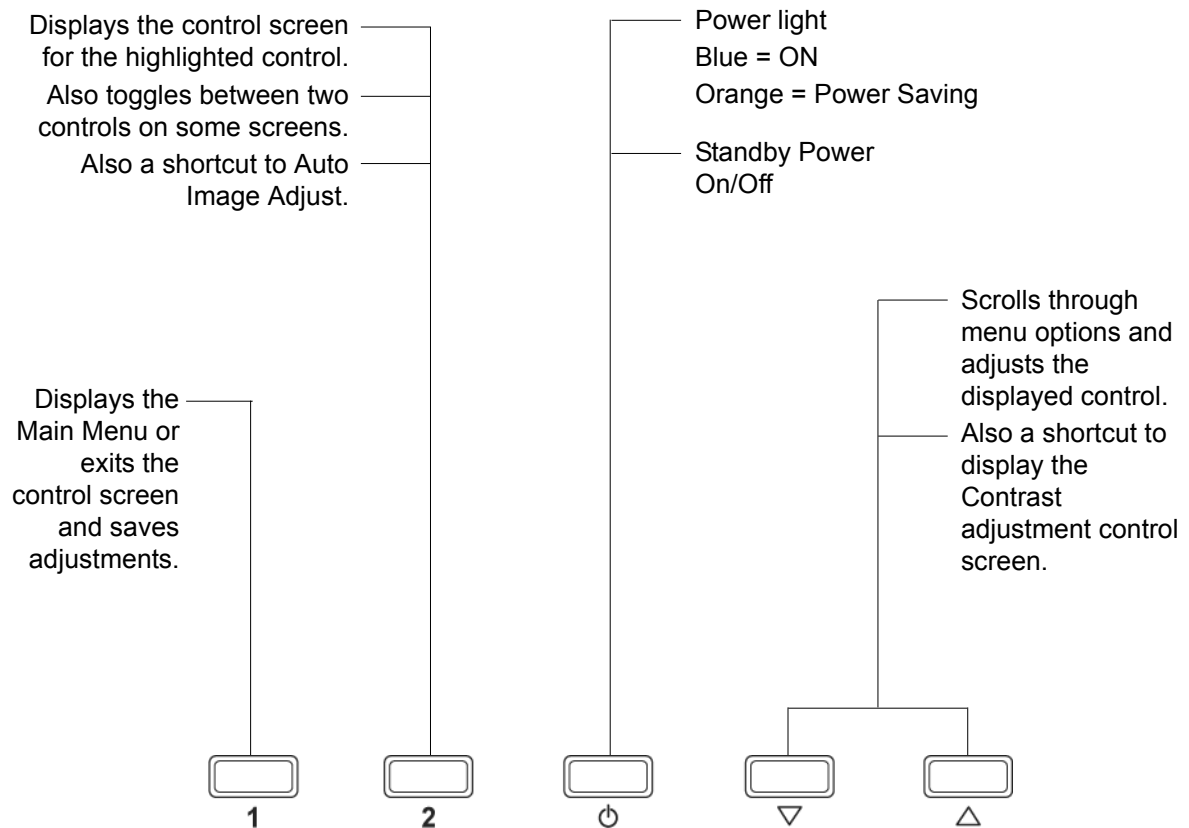 Displays the control screen
for the highlighted control.
Also toggles between two
controls on some screens.
Also a shortcut to Auto
Image Adjust.
Power light
Blue = ON
Orange = Power Saving
Standby Power
On/Off
Scrolls through
menu options and
adjusts the
displayed control.
Also a shortcut to
display the
Contrast
adjustment control
screen.
Displays the
Main Menu or
exits the
control screen
and saves
adjustments.
1
2